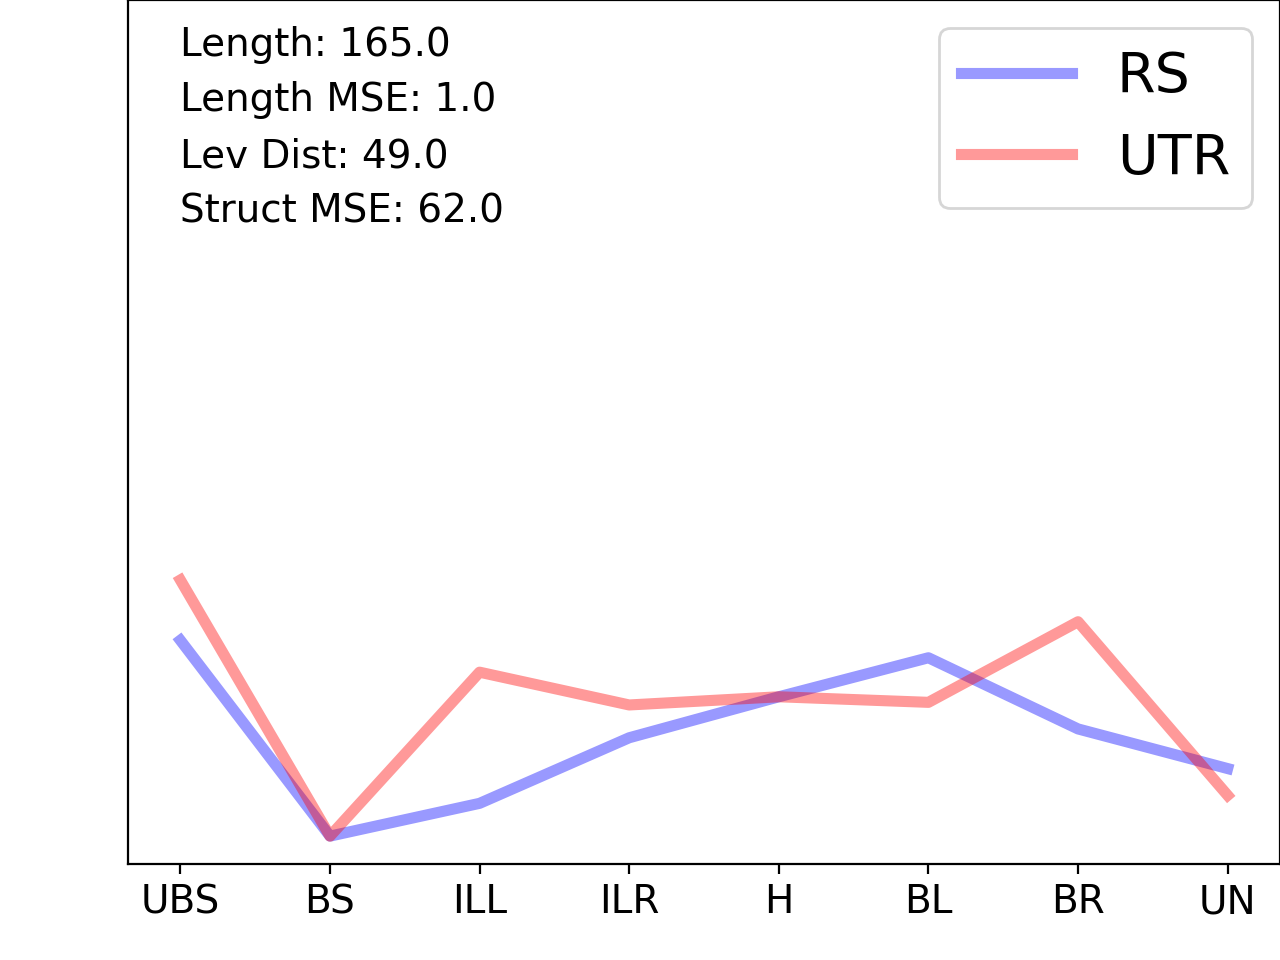 Length: 165.0
Length MSE: 1.0
Lev Dist: 49.0
Struct MSE: 62.0
RS
UTR
UBS BS ILL ILR H BL BR UN